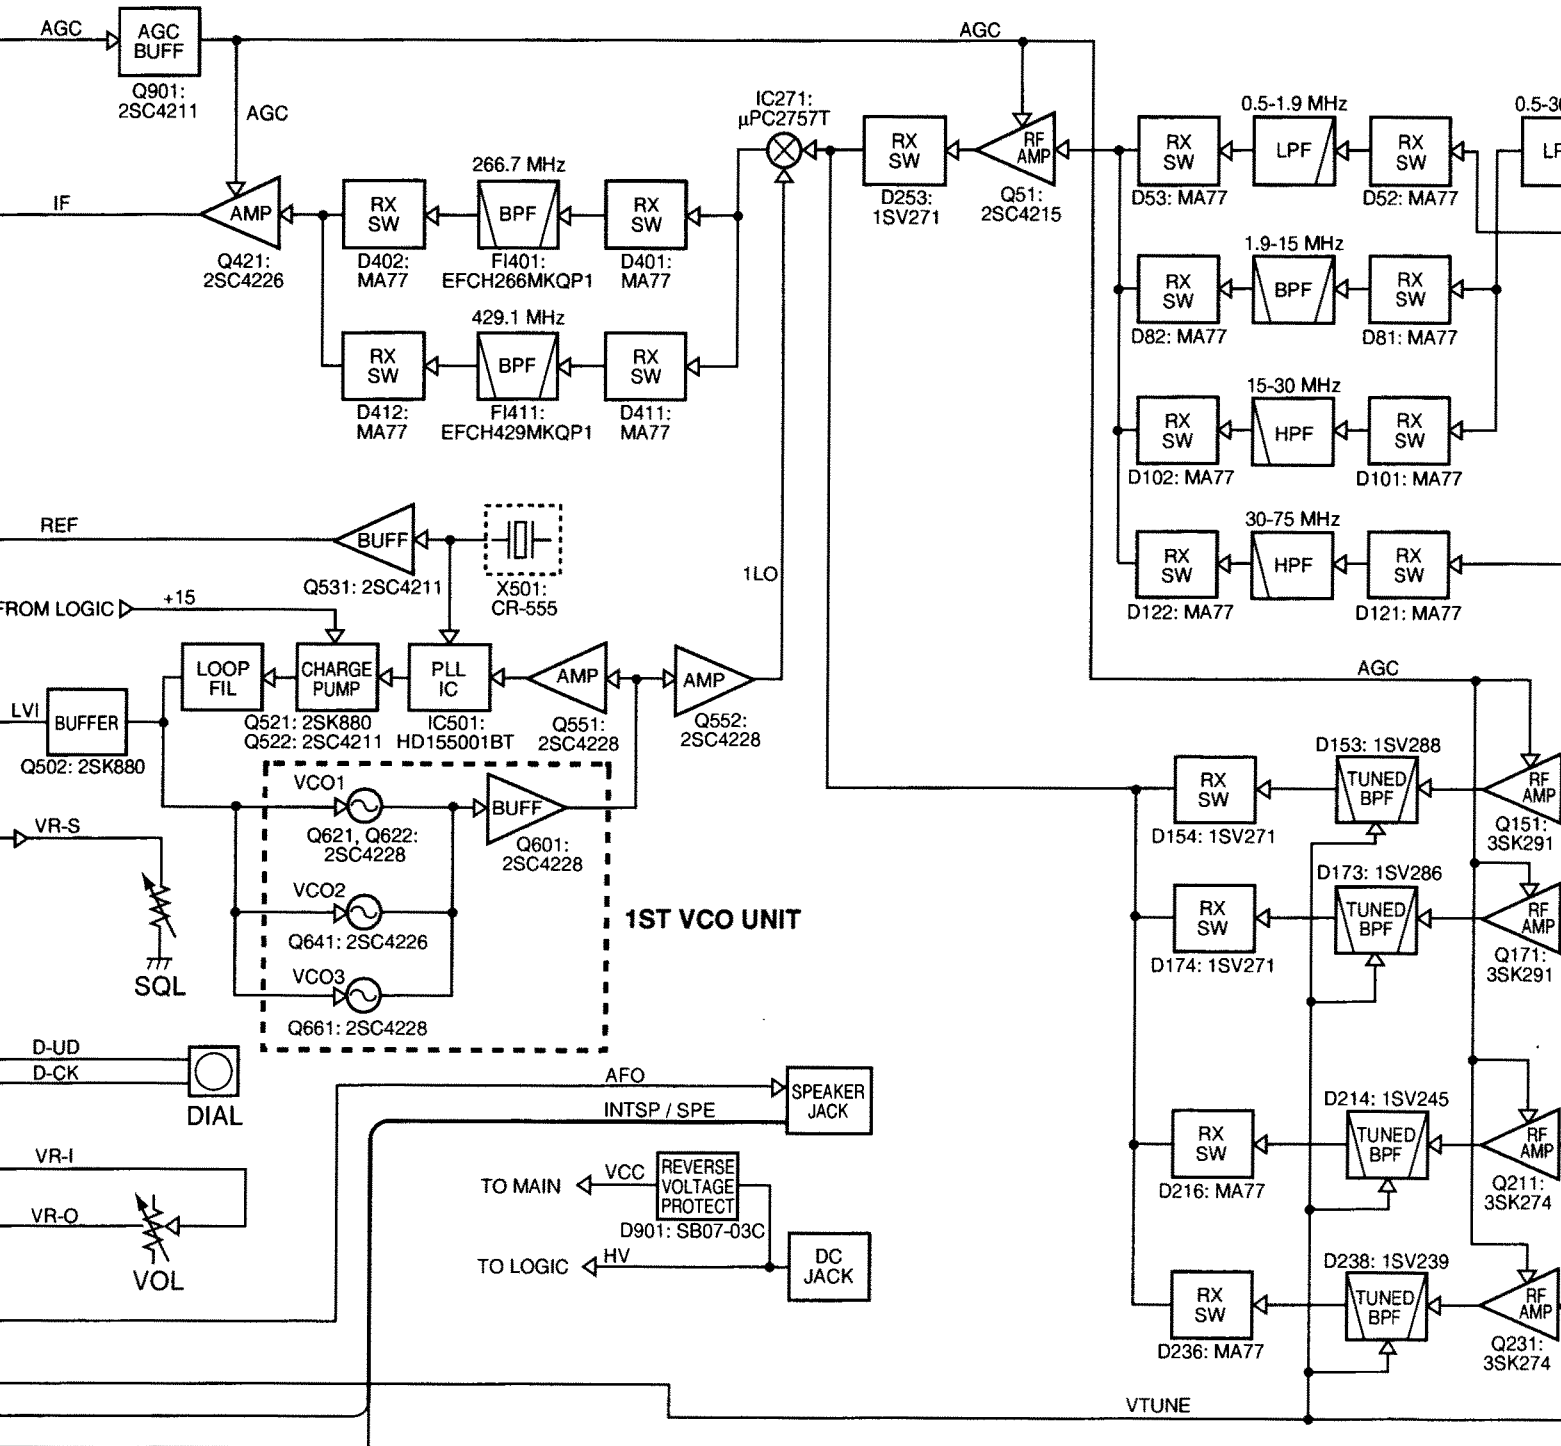 AGC
AGC
BUFF
Q901:
2SC4211
AGC
AGC
IC271:
µPC2757T
RX
SW
D253:
1SV271
RF
AMP
Q51:
2SC4215
RX
SW
D53: MA77
0.5-1.9 MHz
LPF
RX
SW
D52: MA77
IF
AMP
Q421:
2SC4226
RX
SW
D402:
MA77
266.7 MHz
BPF
FI401:
EFCH266MKQP1
RX
SW
D401:
MA77
RX
SW
D82: MA77
1.9-15 MHz
BPF
RX
SW
D81: MA77
RX
SW
D412:
MA77
429.1 MHz
BPF
FI411:
EFCH429MKQP1
RX
SW
D411:
MA77
RX
SW
D102: MA77
15-30 MHz
HPF
RX
SW
D101: MA77
REF
BUFF
Q531: 2SC4211
X501:
CR-555
1LO
RX
SW
D122: MA77
30-75 MHz
HPF
RX
SW
D121: MA77
FROM LOGIC
+15
LOOP
FIL
CHARGE
PUMP
Q521: 2SK880
Q522: 2SC4211
PLL
IC
IC501:
HD155001BT
AMP
Q551:
2SC4228
AMP
Q552:
2SC4228
AGC
LVI
BUFFER
Q502: 2SK880
VCO1
Q621, Q622:
2SC4228
BUFF
Q601:
2SC4228
VCO2
Q641: 2SC4226
VCO3
Q661: 2SC4228
1ST VCO UNIT
RX
SW
D154: 1SV271
D153: 1SV288
TUNED
BPF
RF
AMP
Q151:
3SK291
VR-S
SQL
RX
SW
D174: 1SV271
D173: 1SV286
TUNED
BPF
RF
AMP
Q171:
3SK291
D-UD
D-CK
DIAL
AFO
INTSP / SPE
SPEAKER
JACK
RX
SW
D216: MA77
D214: 1SV245
TUNED
BPF
RF
AMP
Q211:
3SK274
VR-I
VR-O
VOL
TO MAIN
VCC
REVERSE
VOLTAGE
PROTECT
D901: SB07-03C
TO LOGIC
HV
DC
JACK
RX
SW
D236: MA77
D238: 1SV239
TUNED
BPF
RF
AMP
Q231:
3SK274
VTUNE